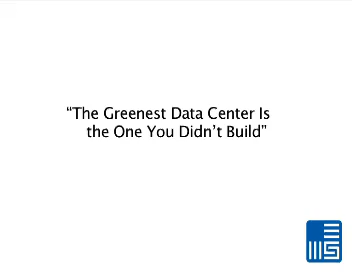 “The Greenest Data Center Is
the One You Didn’t Build”